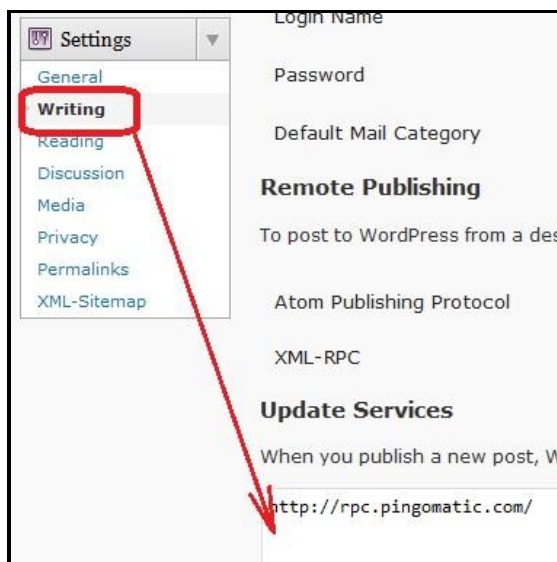 Settings
General
Writing
Reading
Discussion
Media
Privacy
Permalinks
XML-Sitemap
Login Name
Password
Default Mail Category
Remote Publishing
To post to WordPress from a des
Atom Publishing Protocol
XML-RPC
Update Services
When you publish a new post, W
http://rpc.pingomatic.com/